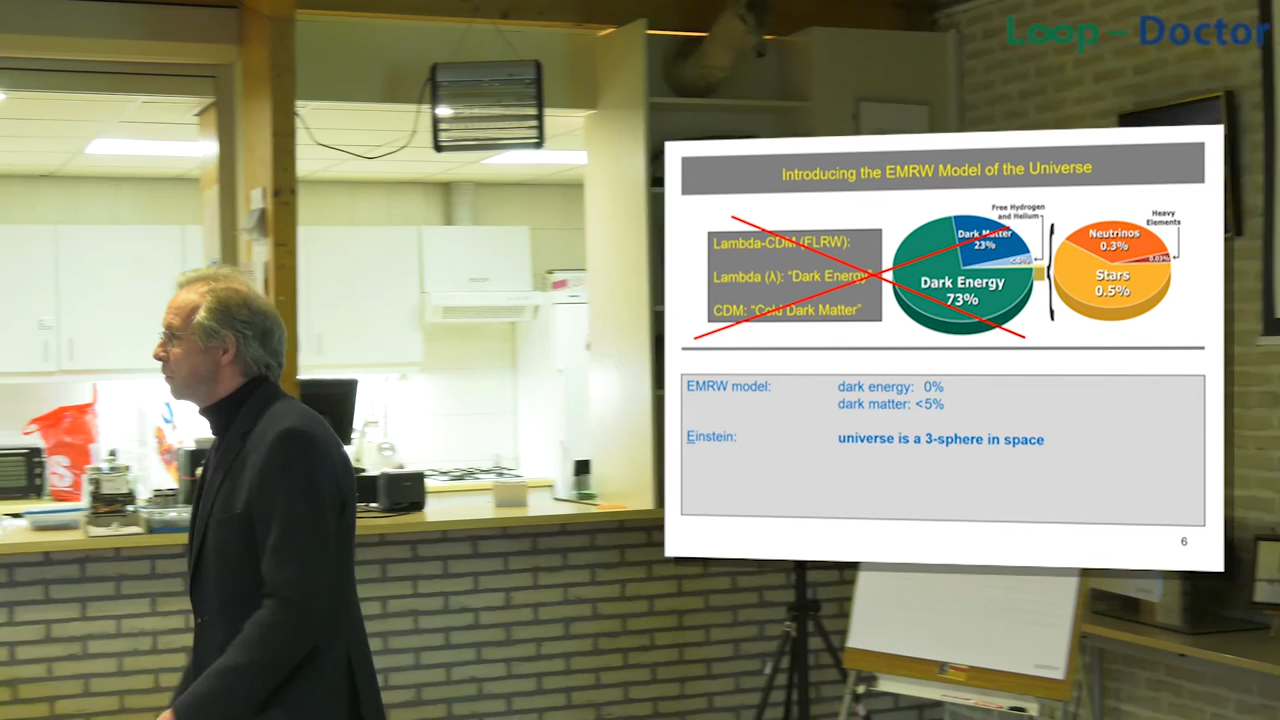 Loop - Doctor
Introducing the EMRW Model of the Universe
Lambda-CDM (FLRW):
Lambda (λ): "Dark Energy"
CDM: "Cold Dark Matter"
Free Hydrogen
and Helium
Dark Matter
23%
Dark Energy
73%
Heavy
Elements
Neutrinos
0.3%
0.03%
Stars
0.5%
EMRW model: dark energy: 0%
dark matter: <5%
Einstein: universe is a 3-sphere in space
6